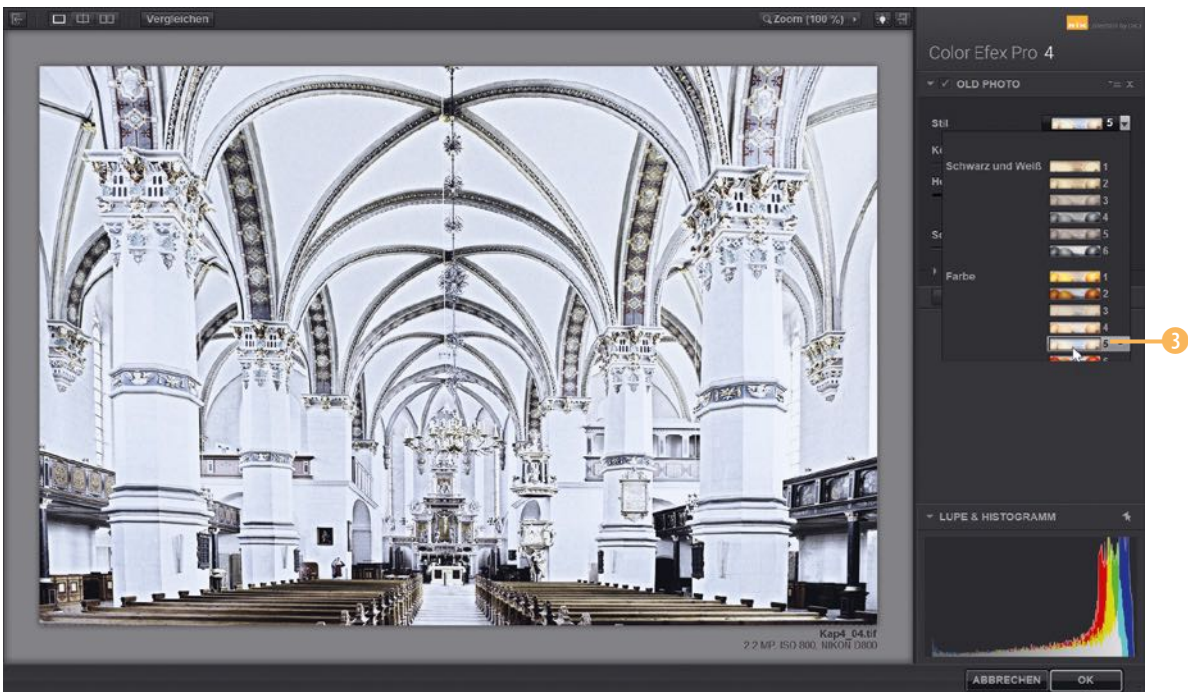 Vergleichen
Zoom (100 %)
Color Efex Pro 4
OLD PHOTO
Stil 5
Schwarz und Weiß 1
2
3
4
5
6
Farbe 1
2
3
4
5
3
LUPE & HISTOGRAMM
Kap4_04.tif
2.2 MP, ISO 800, NIKON D800
ABBRECHEN OK